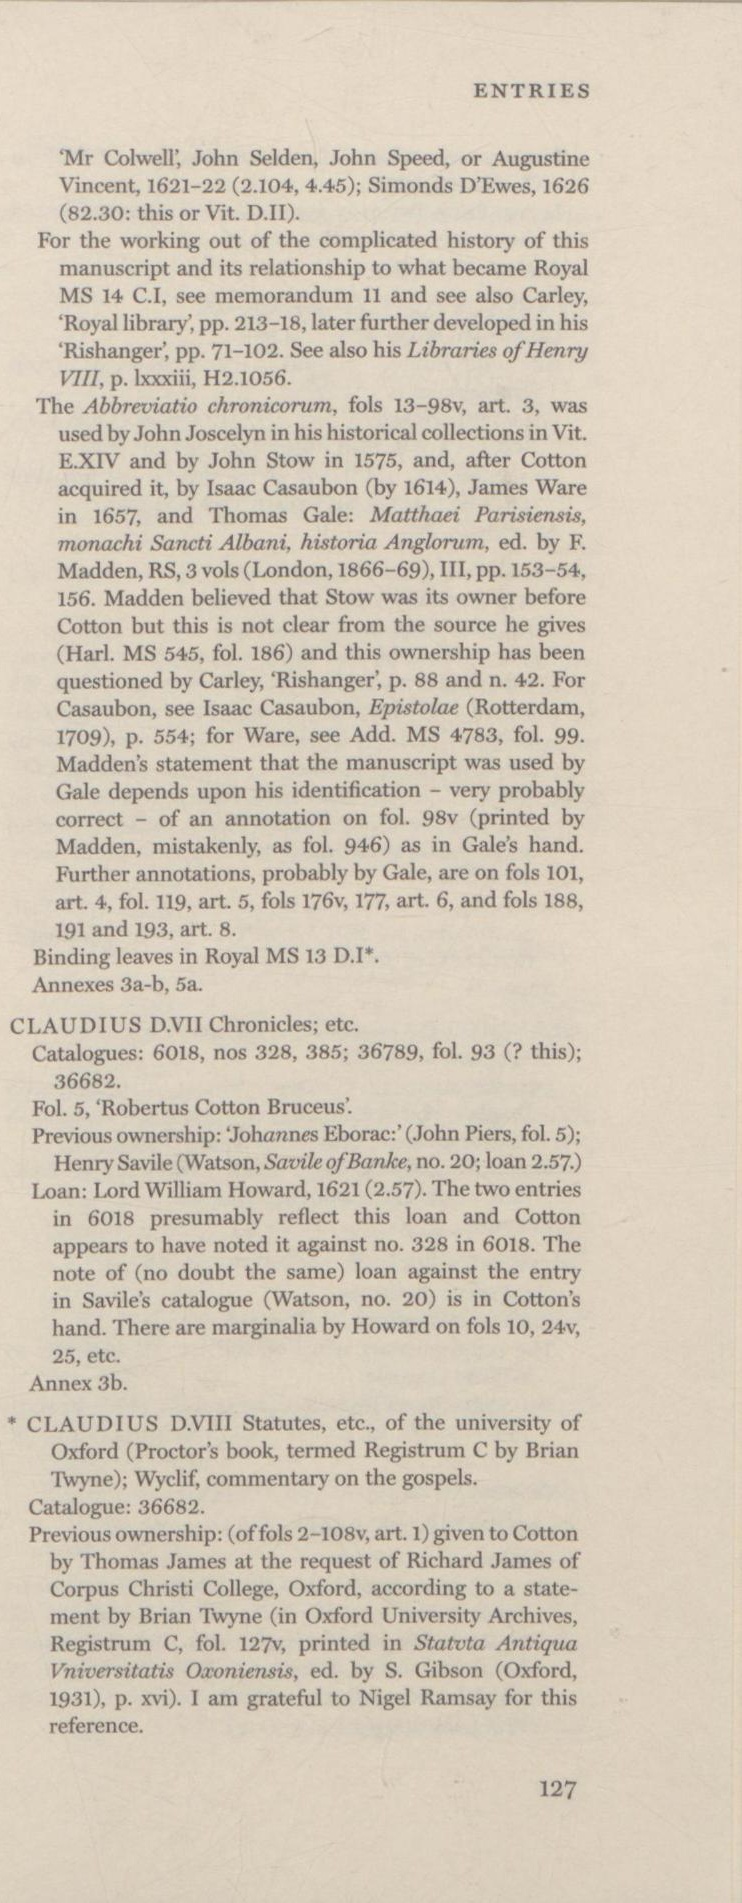 ENTRIES
‘Mr Colwell’, John Selden, John Speed, or Augustine
Vincent, 1621–22 (2.104, 4.45); Simonds D’Ewes, 1626
(82.30: this or Vit. D.II).
For the working out of the complicated history of this
manuscript and its relationship to what became Royal
MS 14 C.I, see memorandum 11 and see also Carley,
‘Royal library’, pp. 213–18, later further developed in his
‘Rishanger’, pp. 71–102. See also his Libraries of Henry
VIII, p. lxxxiii, H2.1056.
The Abbreviatio chronicorum, fols 13–98v, art. 3, was
used by John Joscelyn in his historical collections in Vit.
E.XIV and by John Stow in 1575, and, after Cotton
acquired it, by Isaac Casaubon (by 1614), James Ware
in 1657, and Thomas Gale: Matthaei Parisiensis,
monachi Sancti Albani, historia Anglorum, ed. by F.
Madden, RS, 3 vols (London, 1866–69), III, pp. 153–54,
156. Madden believed that Stow was its owner before
Cotton but this is not clear from the source he gives
(Harl. MS 545, fol. 186) and this ownership has been
questioned by Carley, ‘Rishanger’, p. 88 and n. 42. For
Casaubon, see Isaac Casaubon, Epistolae (Rotterdam,
1709), p. 554; for Ware, see Add. MS 4783, fol. 99.
Madden’s statement that the manuscript was used by
Gale depends upon his identification – very probably
correct – of an annotation on fol. 98v (printed by
Madden, mistakenly, as fol. 946) as in Gale’s hand.
Further annotations, probably by Gale, are on fols 101,
art. 4, fol. 119, art. 5, fols 176v, 177, art. 6, and fols 188,
191 and 193, art. 8.
Binding leaves in Royal MS 13 D.I*.
Annexes 3a-b, 5a.
CLAUDIUS D.VII Chronicles; etc.
Catalogues: 6018, nos 328, 385; 36789, fol. 93 (? this);
36682.
Fol. 5, ‘Robertus Cotton Bruceus’.
Previous ownership: ‘Johannes Eborac:’ (John Piers, fol. 5);
Henry Savile (Watson, Savile of Banke, no. 20; loan 2.57.)
Loan: Lord William Howard, 1621 (2.57). The two entries
in 6018 presumably reflect this loan and Cotton
appears to have noted it against no. 328 in 6018. The
note of (no doubt the same) loan against the entry
in Savile’s catalogue (Watson, no. 20) is in Cotton’s
hand. There are marginalia by Howard on fols 10, 24v,
25, etc.
Annex 3b.
* CLAUDIUS D.VIII Statutes, etc., of the university of
Oxford (Proctor’s book, termed Registrum C by Brian
Twyne); Wyclif, commentary on the gospels.
Catalogue: 36682.
Previous ownership: (of fols 2–108v, art. 1) given to Cotton
by Thomas James at the request of Richard James of
Corpus Christi College, Oxford, according to a state-
ment by Brian Twyne (in Oxford University Archives,
Registrum C, fol. 127v, printed in Statvta Antiqua
Vniversitatis Oxoniensis, ed. by S. Gibson (Oxford,
1931), p. xvi). I am grateful to Nigel Ramsay for this
reference.
127